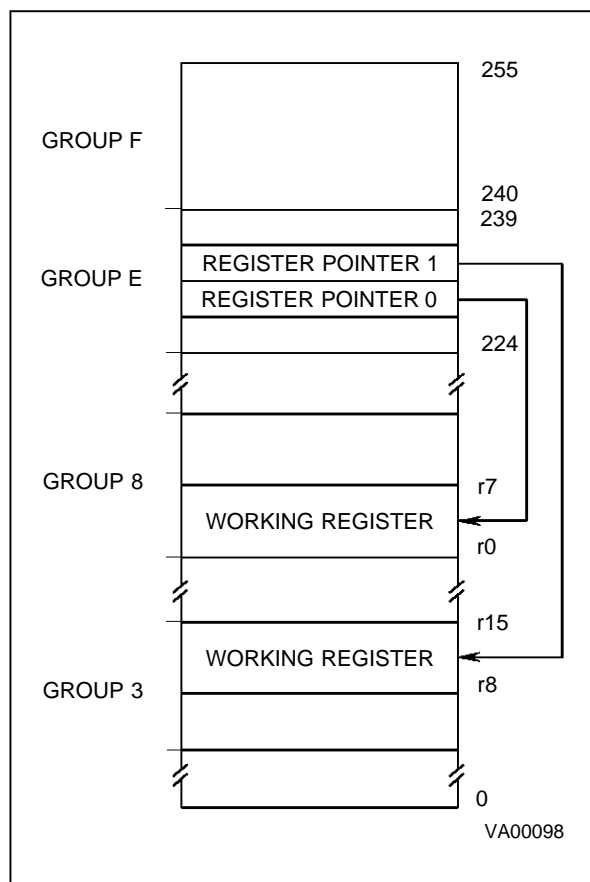 255
GROUP F
240
239
REGISTER POINTER 1
GROUP E
REGISTER POINTER 0
224
GROUP 8
r7
WORKING REGISTER
r0
r15
WORKING REGISTER
GROUP 3
r8
0
VA00098